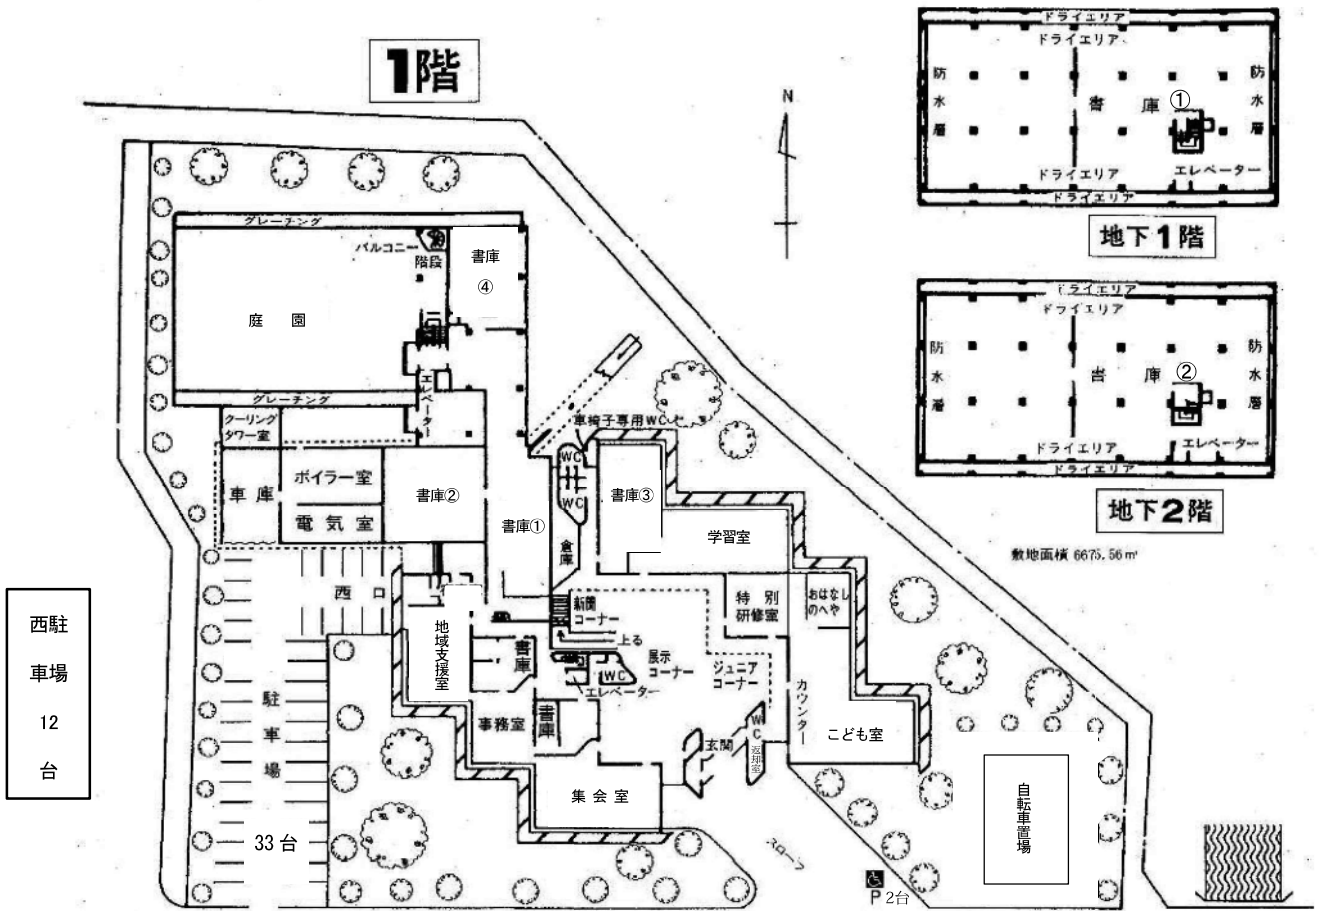 1階
N
ドライエリア
ドライエリア
防水層
書庫
①
防水層
ドライエリア
エレベーター
ドライエリア
地下1階
ドライエリア
ドライエリア
防水層
書庫
②
防水層
ドライエリア
エレベーター
ドライエリア
地下2階
敷地面積 6675.56㎡
グレーチング
バルコニー
階段
書庫
④
庭園
グレーチング
エレベーター
クーリング
タワー室
車庫
ボイラー室
電気室
書庫②
書庫①
車椅子専用WC
WC
WC
倉庫
書庫③
学習室
特別
研修室
おはなし
のへや
西口
地域支援室
書庫
新聞
コーナー
上る
展示
コーナー
ジュニア
コーナー
WC
エレベーター
カウンター
こども室
事務室
書庫
玄関
WC
返却室
集会室
駐車場
33台
西駐
車場
12
台
スロープ
P 2台
自転車置場